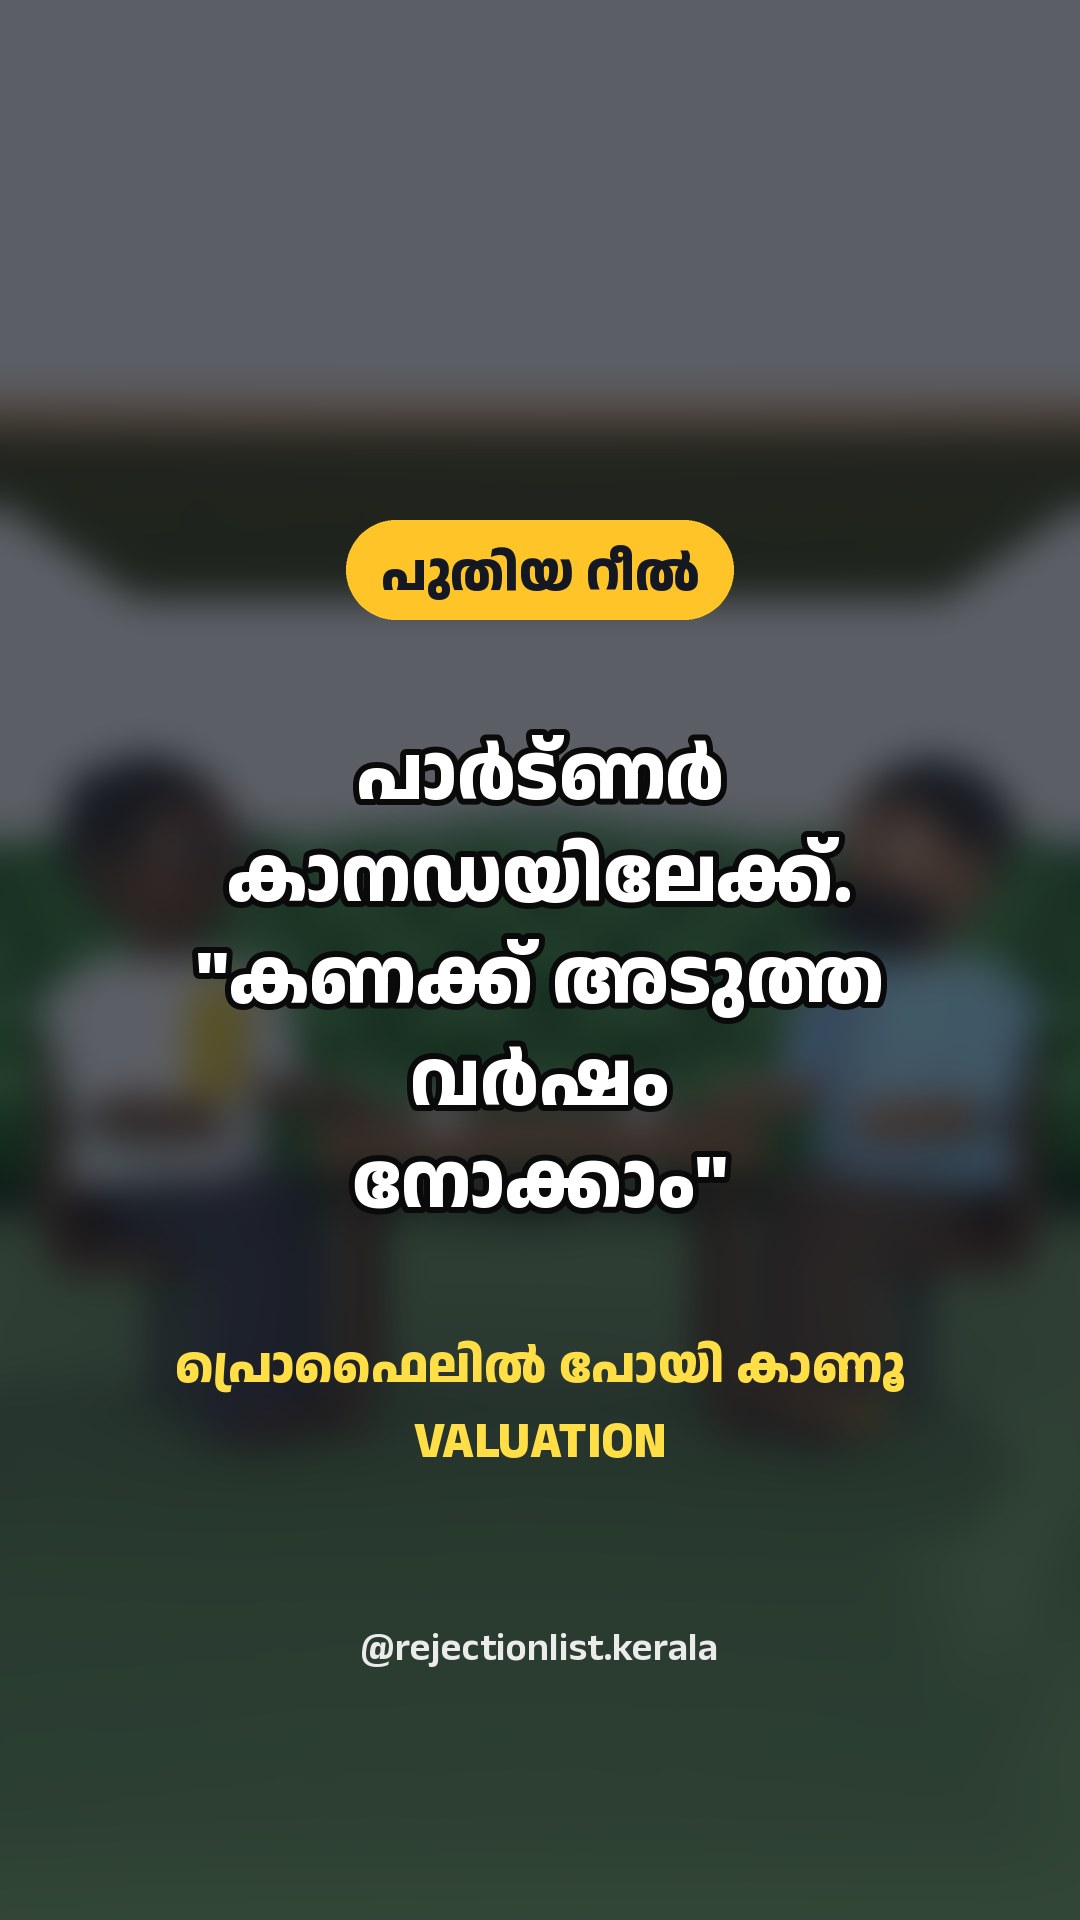 പുതിയ റീൽ
പാർട്ണർ
കാനഡയിലേക്ക്.
"കണക്ക് അടുത്ത
വർഷം
നോക്കാം"
പ്രൊഫൈലിൽ പോയി കാണൂ
VALUATION
@rejectionlist.kerala